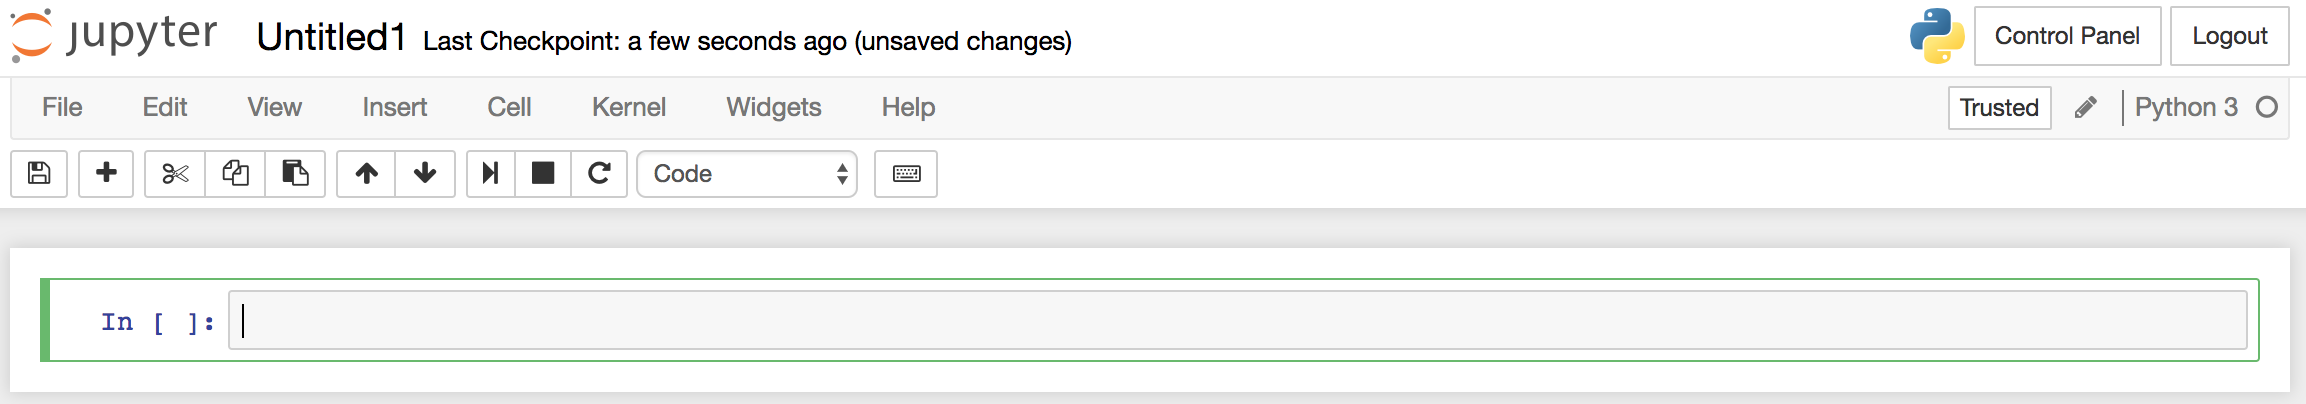 jupyter Untitled1 Last Checkpoint: a few seconds ago (unsaved changes) Control Panel Logout
File Edit View Insert Cell Kernel Widgets Help Trusted Python 3
Code
In [ ]: